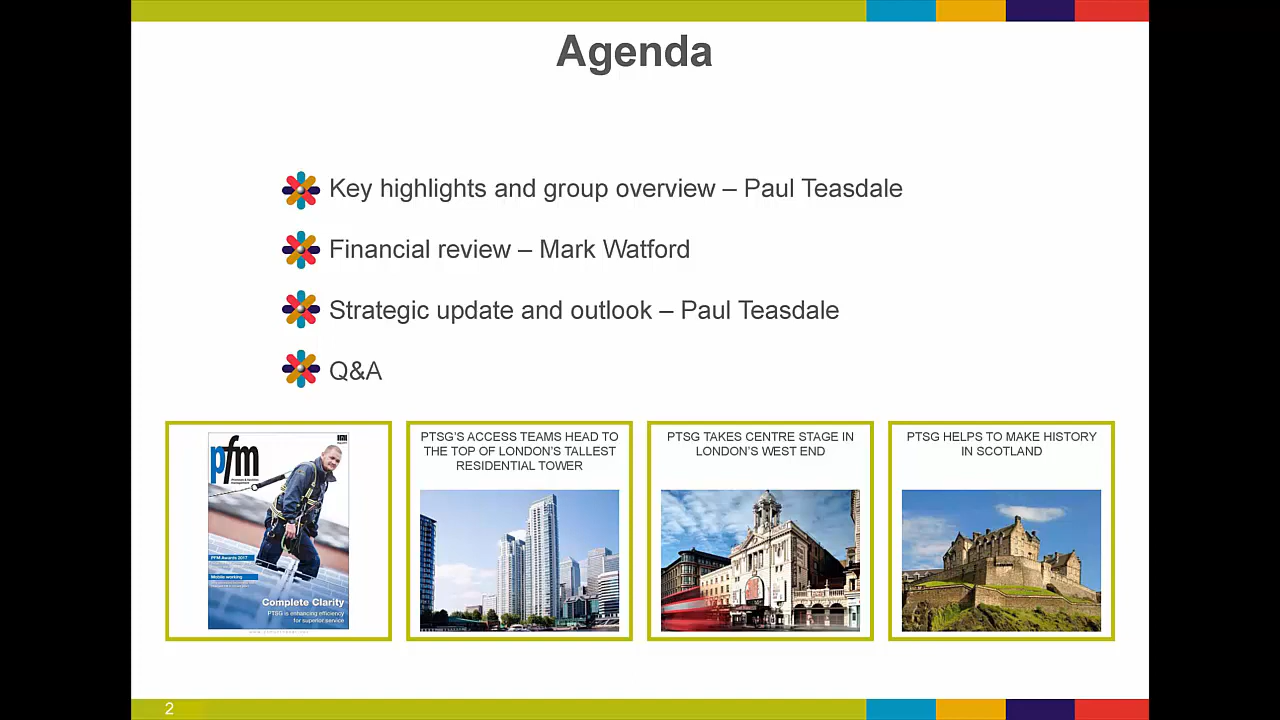 Agenda
Key highlights and group overview – Paul Teasdale
Financial review – Mark Watford
Strategic update and outlook – Paul Teasdale
Q&A
pfm
PFM Awards 2017
Mobile working
Complete Clarity
PTSG is enhancing efficiency
for superior service
PTSG'S ACCESS TEAMS HEAD TO
THE TOP OF LONDON'S TALLEST
RESIDENTIAL TOWER
PTSG TAKES CENTRE STAGE IN
LONDON'S WEST END
PTSG HELPS TO MAKE HISTORY
IN SCOTLAND
2